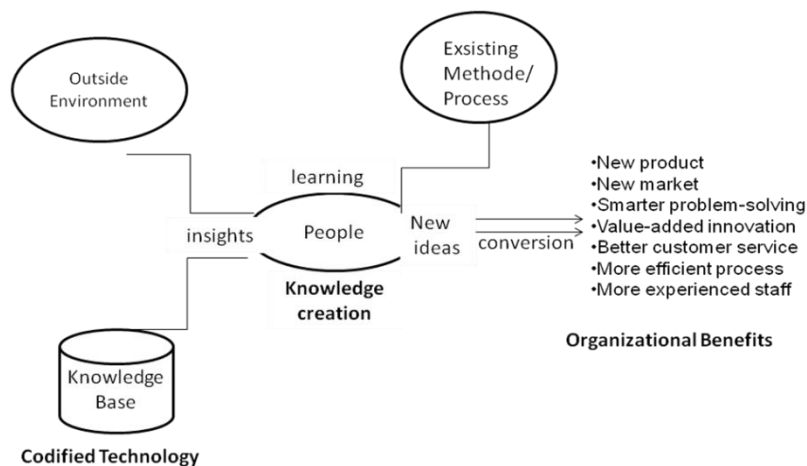 Outside
Environment
Exsisting
Methode/
Process
learning
insights
People
New
ideas
conversion
Knowledge
creation
•New product
•New market
•Smarter problem-solving
•Value-added innovation
•Better customer service
•More efficient process
•More experienced staff
Organizational Benefits
Knowledge
Base
Codified Technology